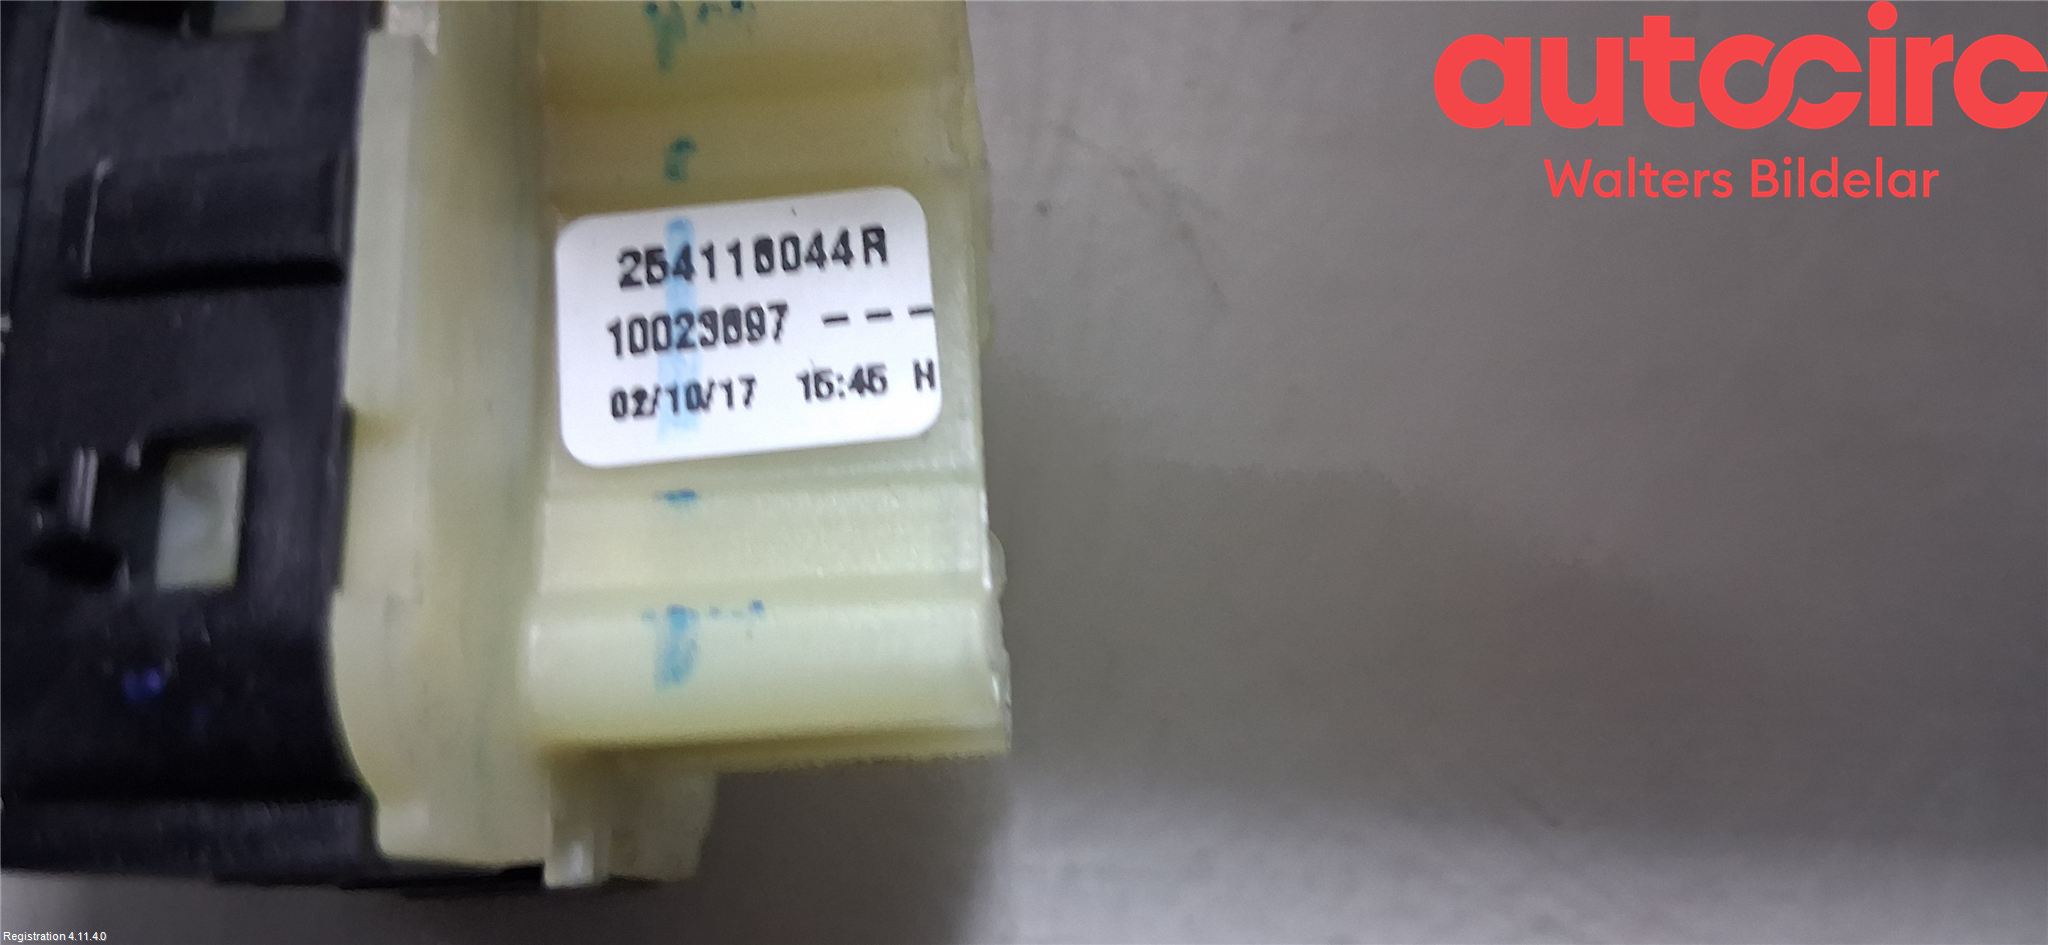 autocirc
Walters Bildelar
254116044R
10023697 ---
02/10/17 15:45 H
Registration 4.11.4.0